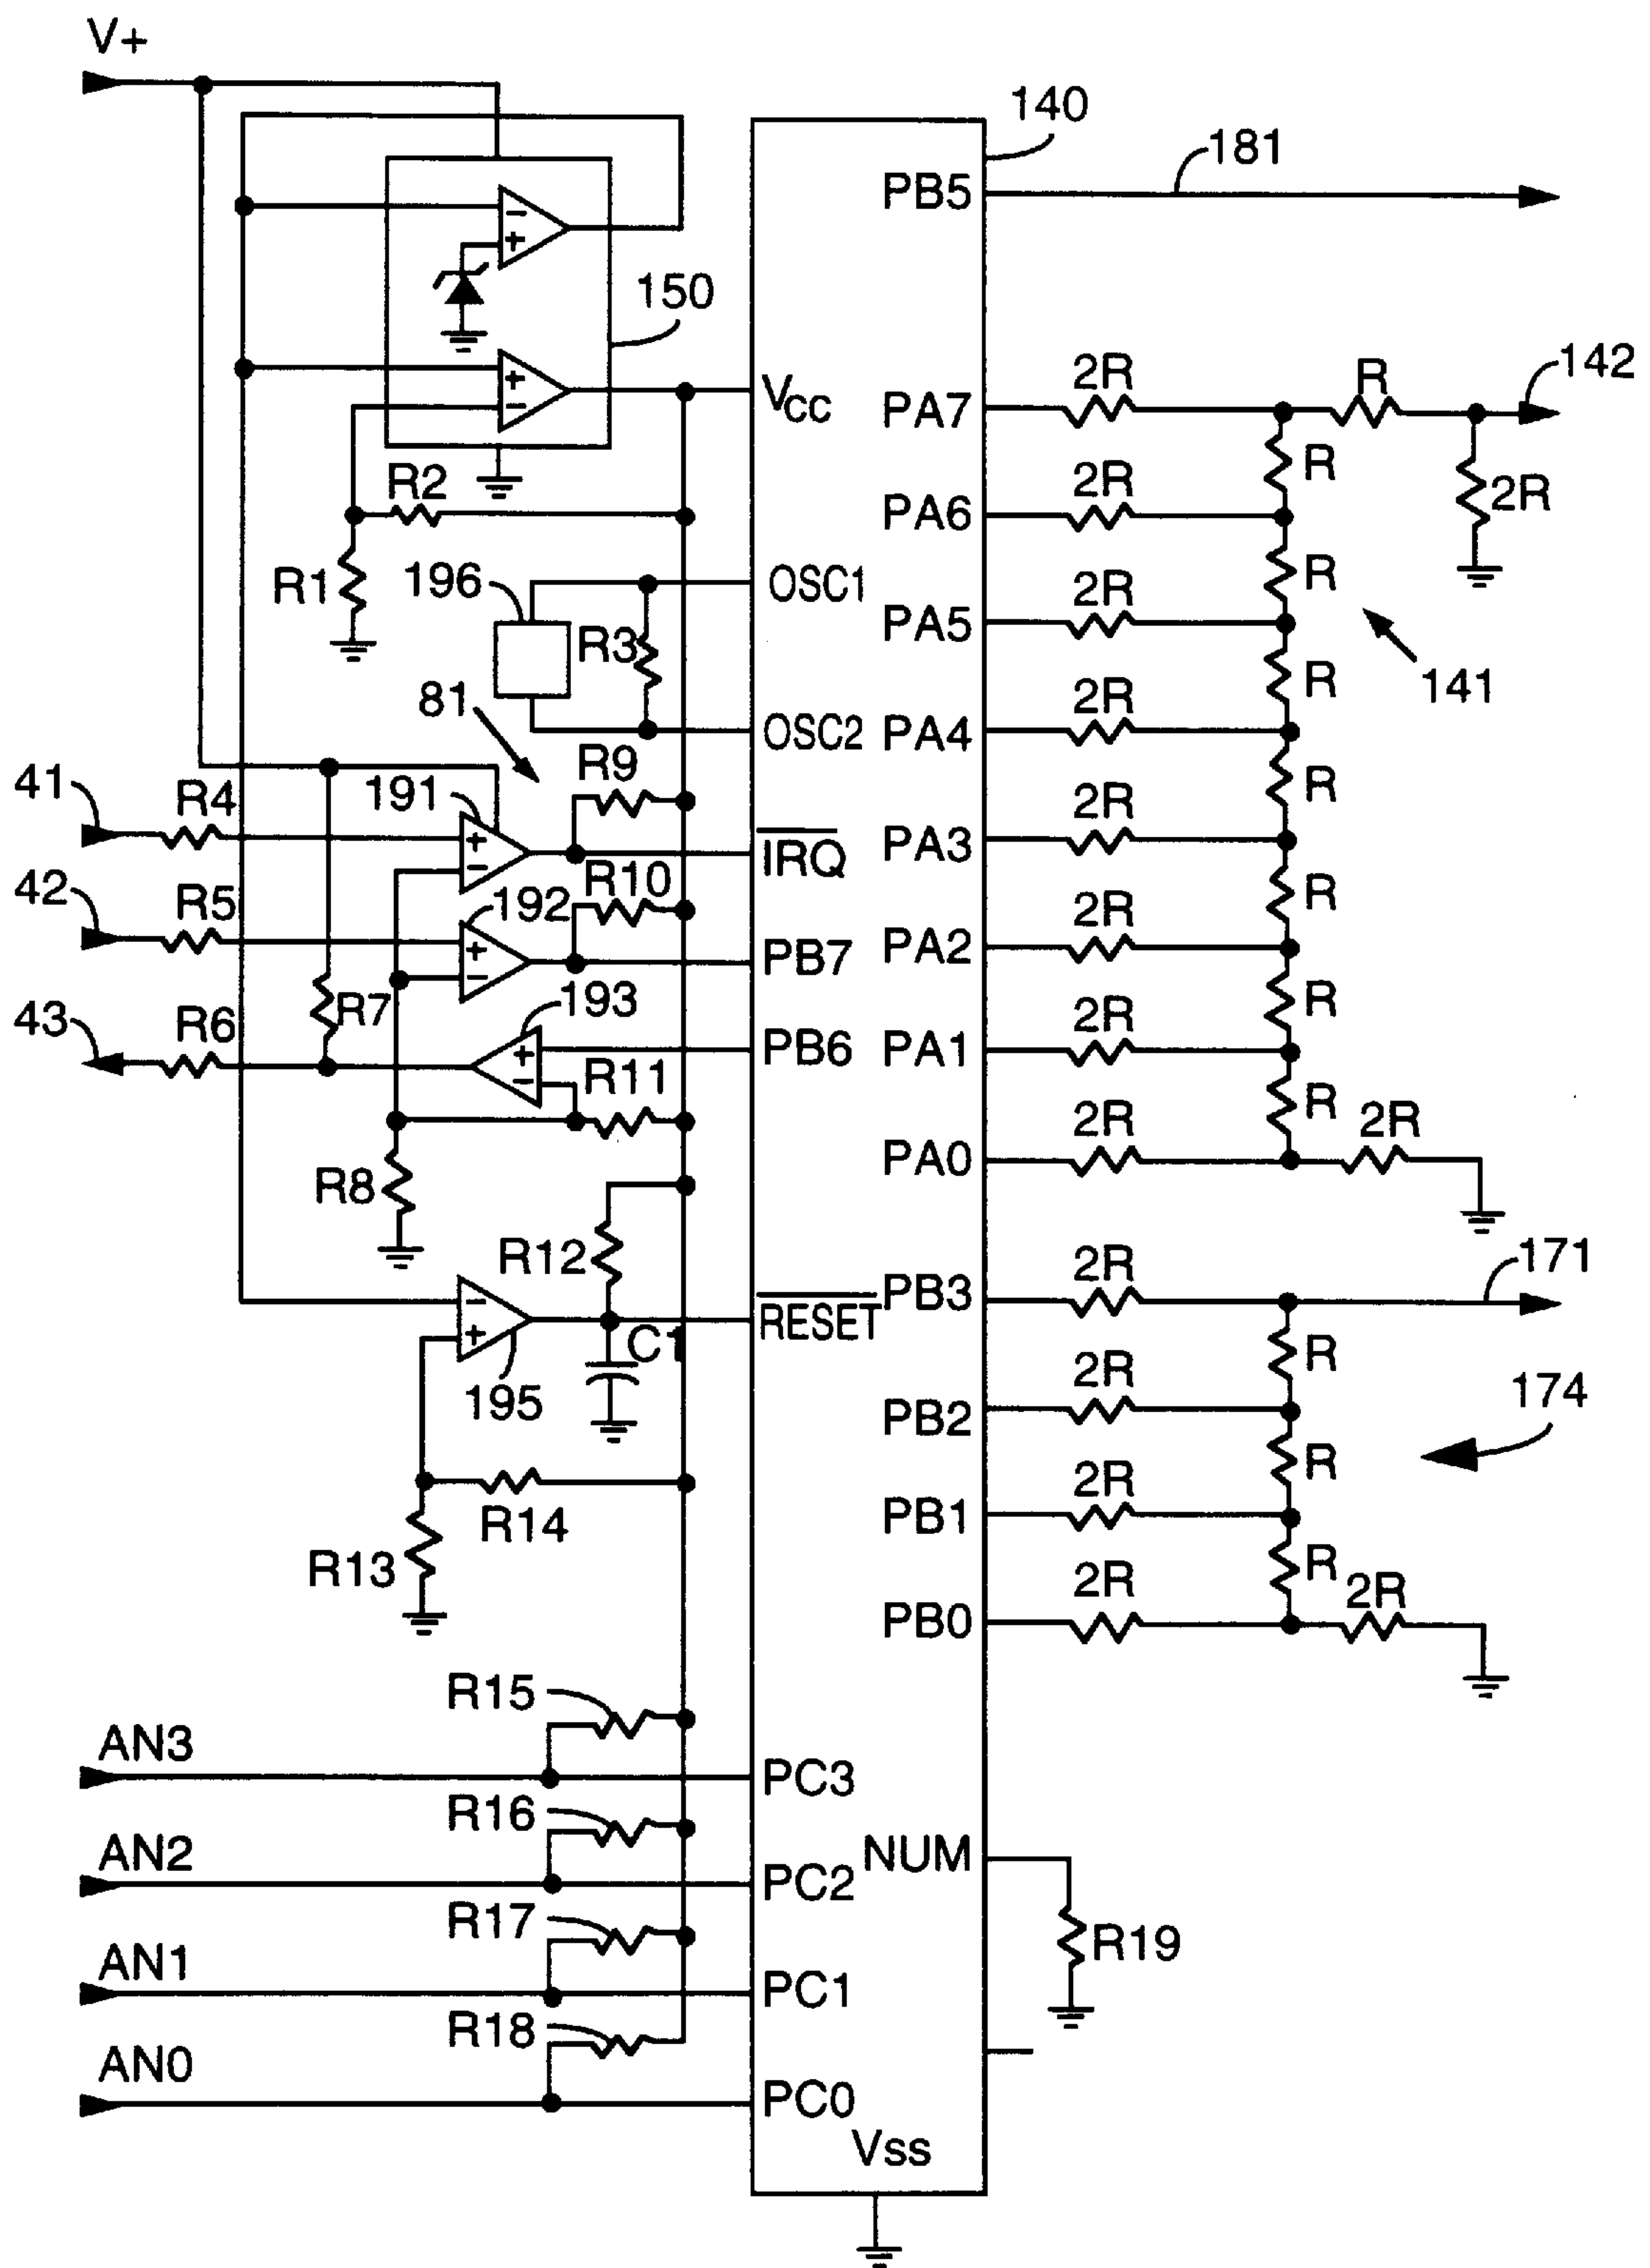 V+
140
181
PB5
-
+
150
142
2R
R
VCC
PA7
+
-
R
R2
2R
2R
PA6
R1
196
OSC1
R
R3
2R
PA5
141
81
R
2R
OSC2
PA4
R9
41
R4
191
R
2R
+
-
IRQ
PA3
R10
42
R5
192
R
2R
+
-
PB7
PA2
193
43
R6
R7
R
2R
+
-
PB6
PA1
R11
R
2R
2R
R8
PA0
R12
171
2R
PB3
-
+
RESET
C1
R
195
2R
174
PB2
R
R14
2R
PB1
R13
R
2R
2R
PB0
R15
AN3
PC3
R16
AN2
NUM
PC2
R17
R19
AN1
PC1
R18
AN0
PC0
Vss